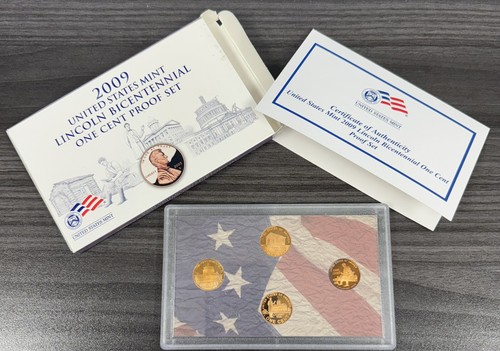 2009
UNITED STATES MINT
LINCOLN BICENTENNIAL
ONE CENT PROOF SET
UNITED STATES MINT
UNITED STATES MINT
Certificate of Authenticity
United States Mint 2009 Lincoln Bicentennial One Cent
Proof Set